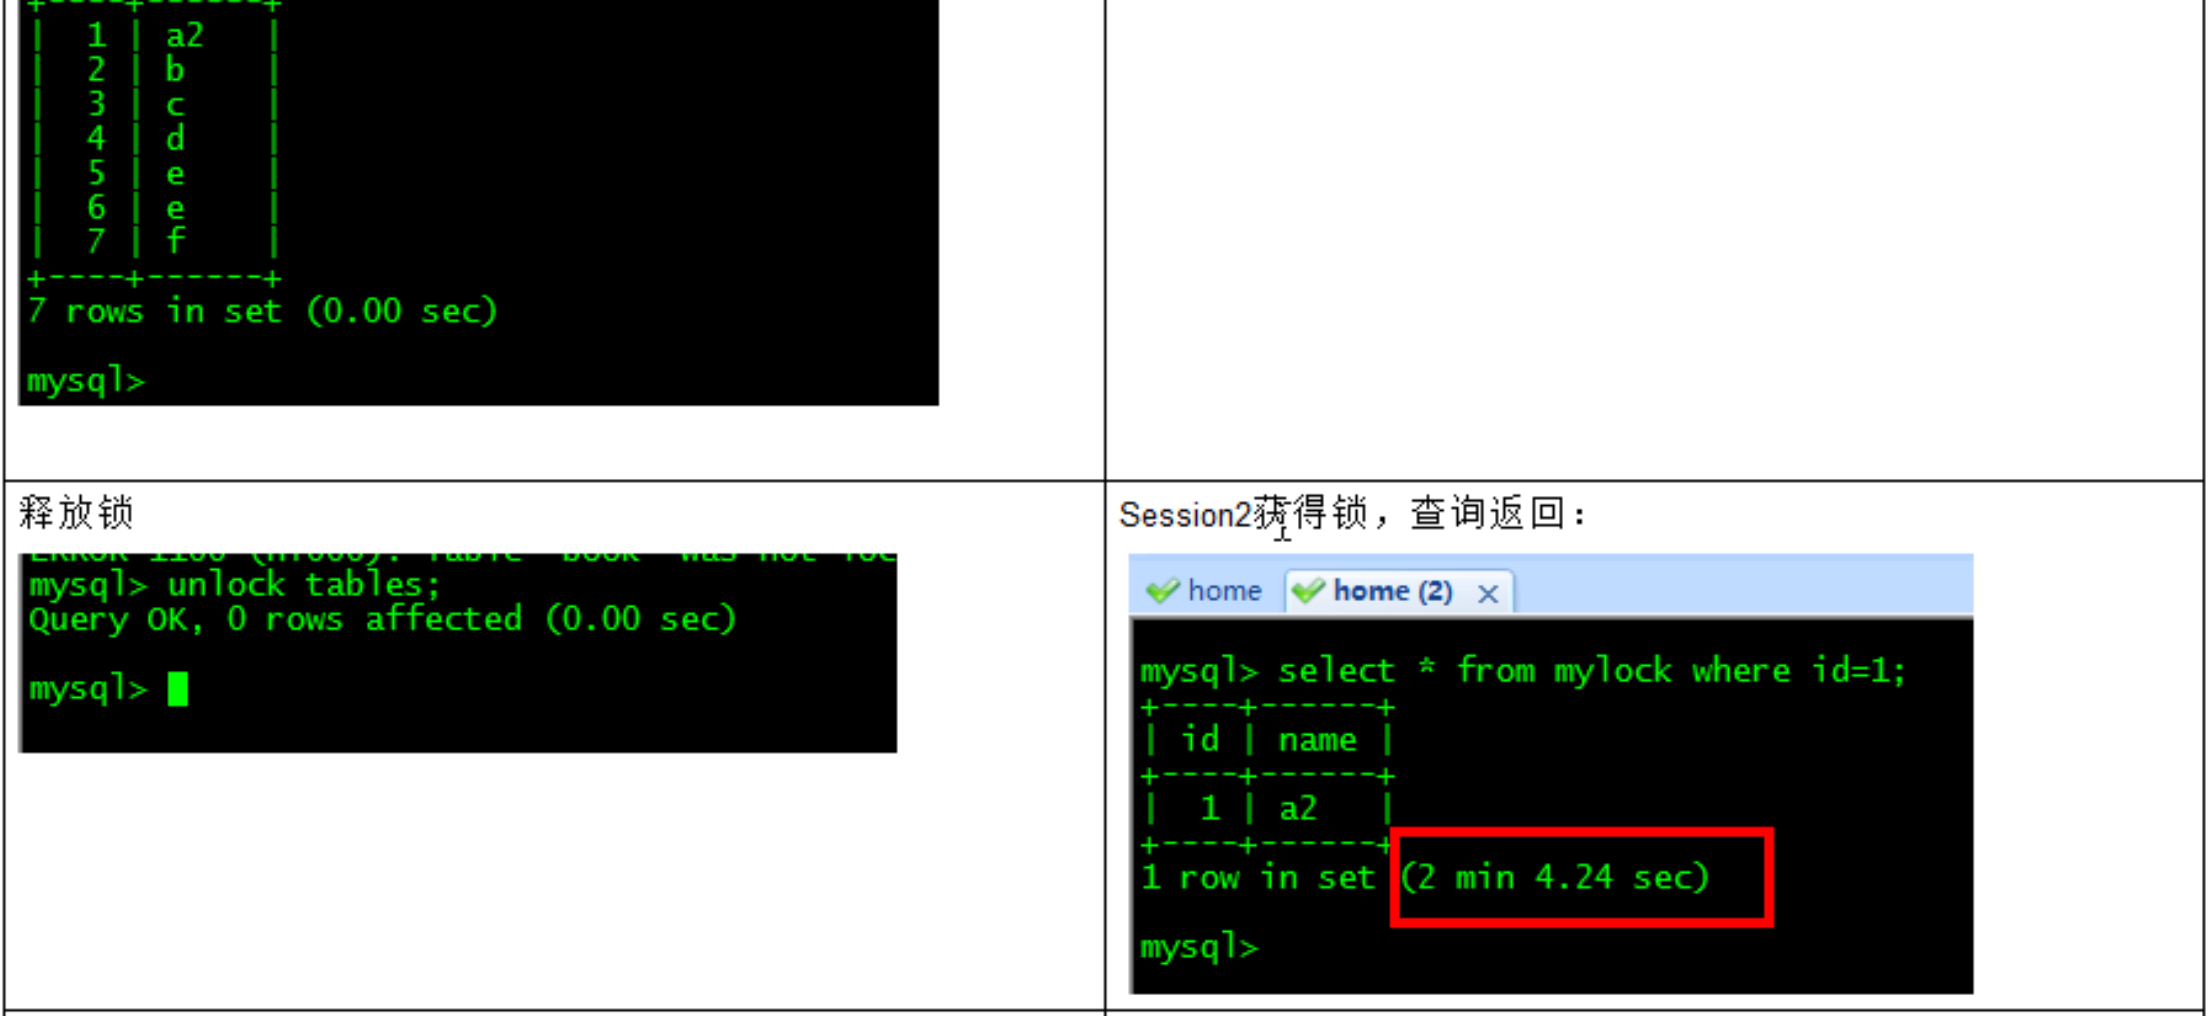 +----+------+
| 1 | a2 |
| 2 | b |
| 3 | c |
| 4 | d |
| 5 | e |
| 6 | e |
| 7 | f |
+----+------+
7 rows in set (0.00 sec)
mysql>
释放锁
mysql> unlock tables;
Query OK, 0 rows affected (0.00 sec)
mysql>
Session2获得锁，查询返回：
home home (2) x
mysql> select * from mylock where id=1;
+----+------+
| id | name |
+----+------+
| 1 | a2 |
+----+------+
1 row in set (2 min 4.24 sec)
mysql>